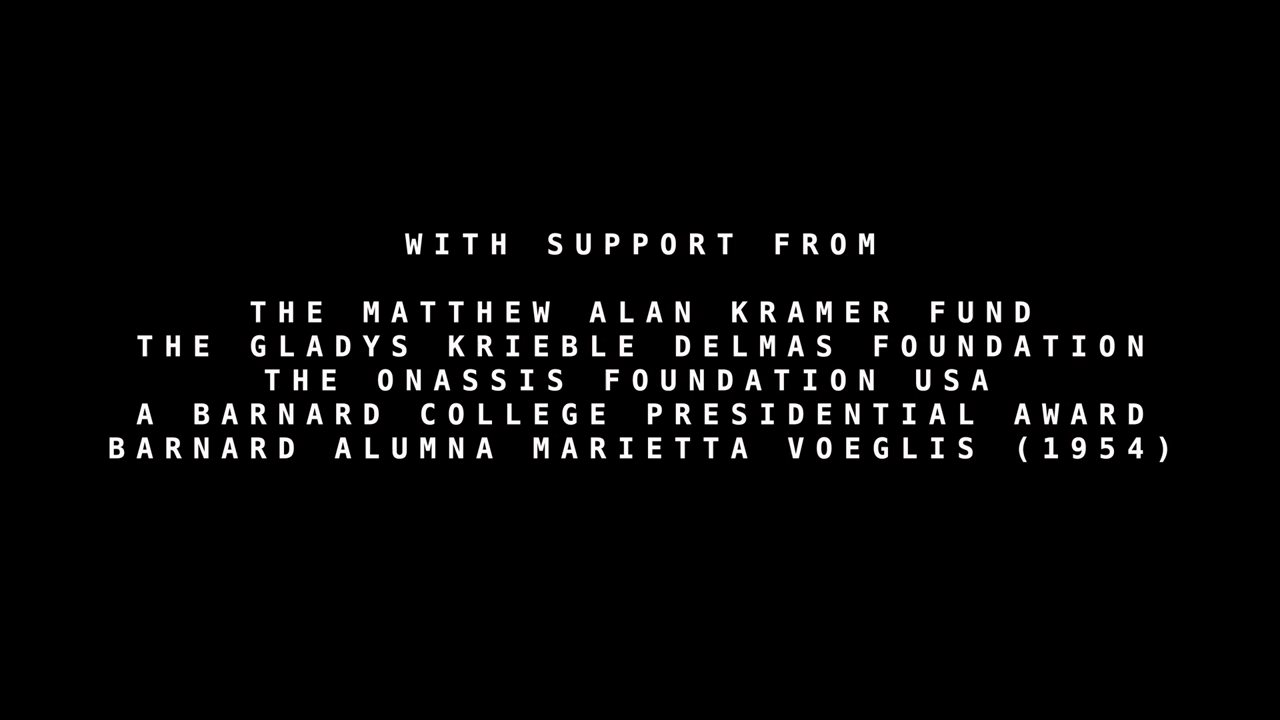 WITH SUPPORT FROM
THE MATTHEW ALAN KRAMER FUND
THE GLADYS KRIEBLE DELMAS FOUNDATION
THE ONASSIS FOUNDATION USA
A BARNARD COLLEGE PRESIDENTIAL AWARD
BARNARD ALUMNA MARIETTA VOEGLIS (1954)